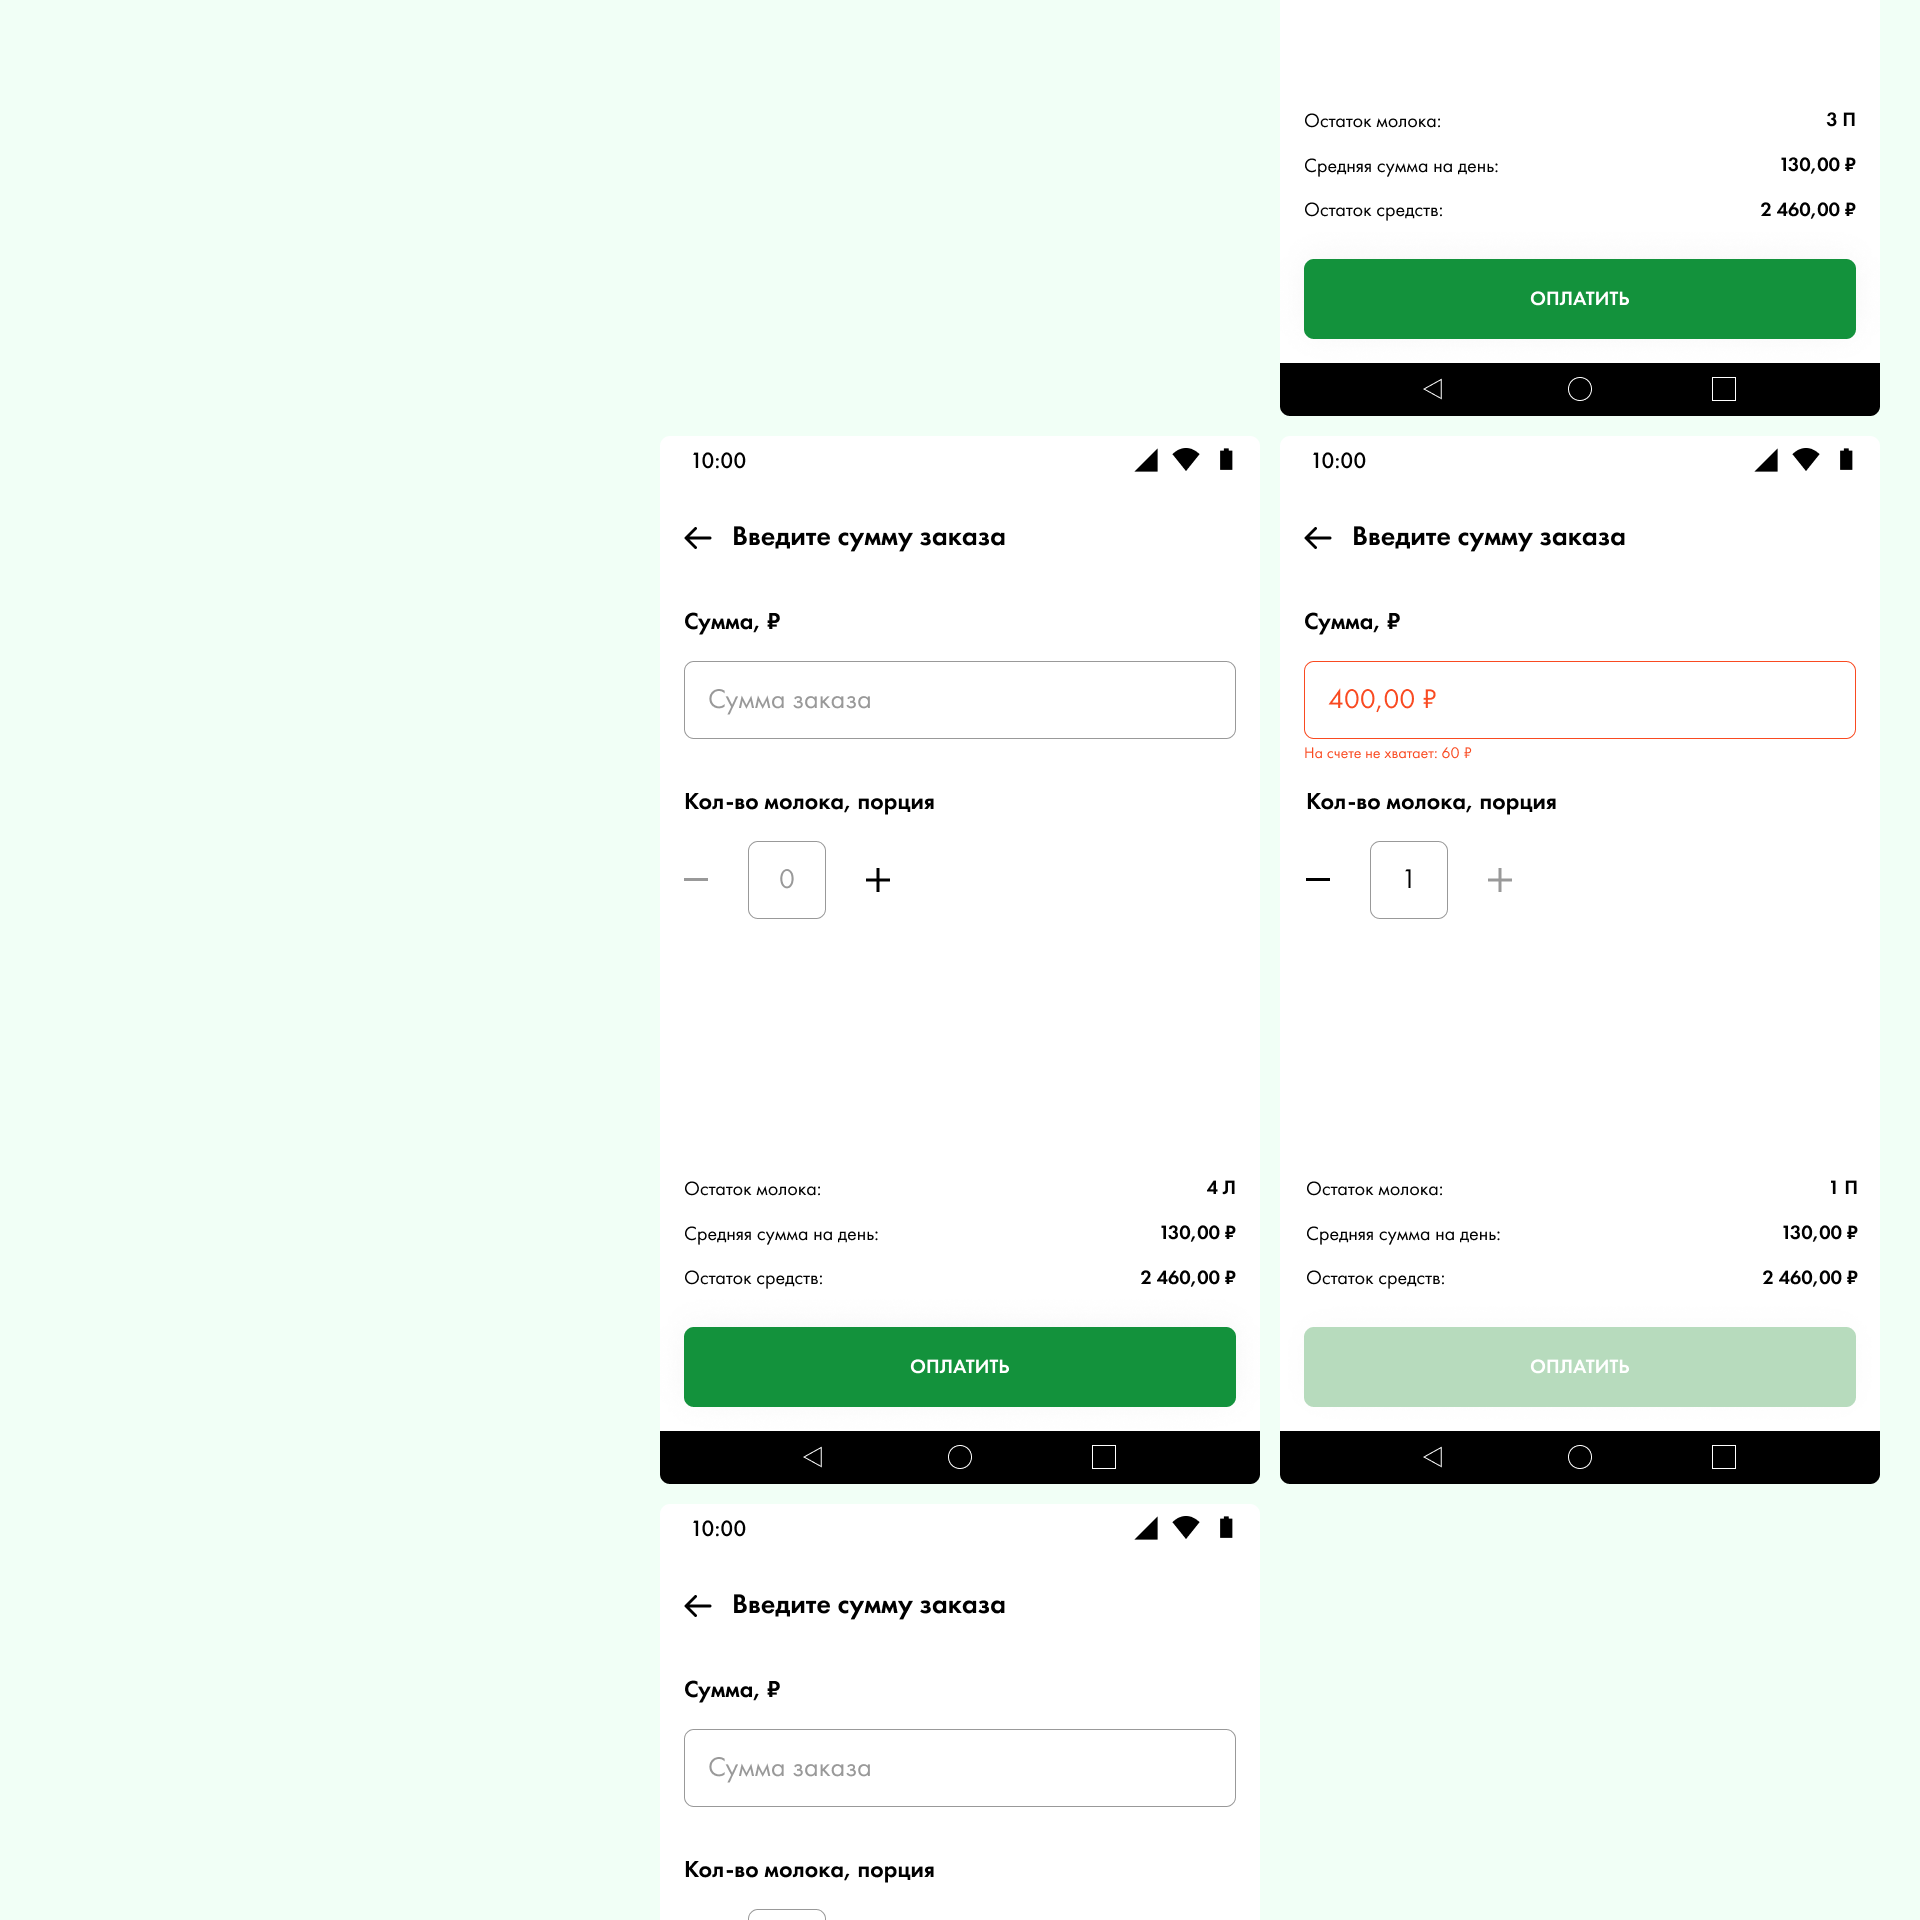 Остаток молока: 3 П
Средняя сумма на день: 130,00 ₽
Остаток средств: 2 460,00 ₽
ОПЛАТИТЬ
10:00
Введите сумму заказа
Сумма, ₽
Сумма заказа
Кол-во молока, порция
0
Остаток молока: 4 Л
Средняя сумма на день: 130,00 ₽
Остаток средств: 2 460,00 ₽
ОПЛАТИТЬ
10:00
Введите сумму заказа
Сумма, ₽
400,00 ₽
На счете не хватает: 60 ₽
Кол-во молока, порция
1
Остаток молока: 1 П
Средняя сумма на день: 130,00 ₽
Остаток средств: 2 460,00 ₽
ОПЛАТИТЬ
10:00
Введите сумму заказа
Сумма, ₽
Сумма заказа
Кол-во молока, порция